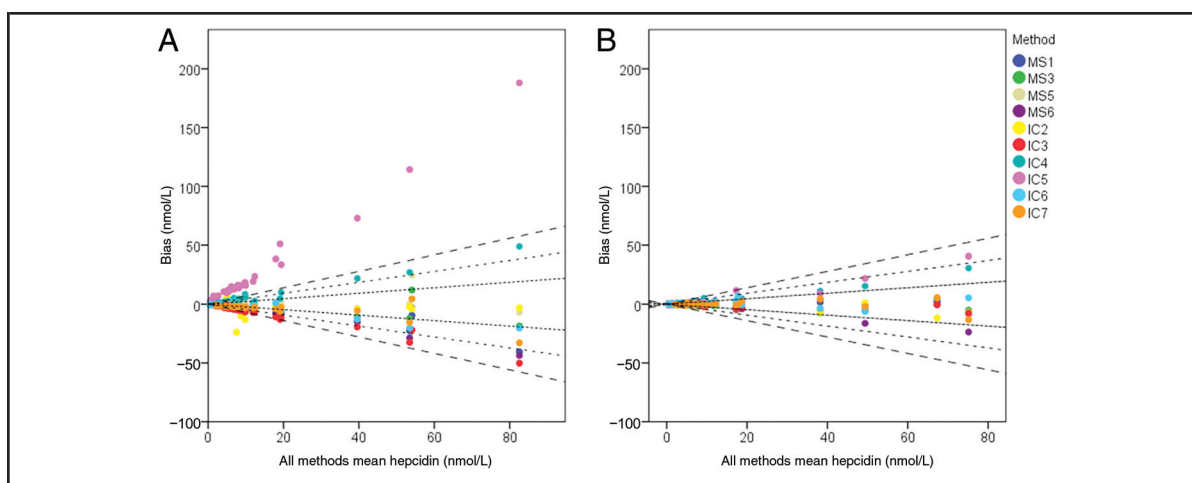 A
B
Method
MS1
MS3
MS5
MS6
IC2
IC3
IC4
IC5
IC6
IC7
200
150
100
50
0
−50
−100
Bias (nmol/L)
0 20 40 60 80
All methods mean hepcidin (nmol/L)
200
150
100
50
0
−50
−100
Bias (nmol/L)
0 20 40 60 80
All methods mean hepcidin (nmol/L)